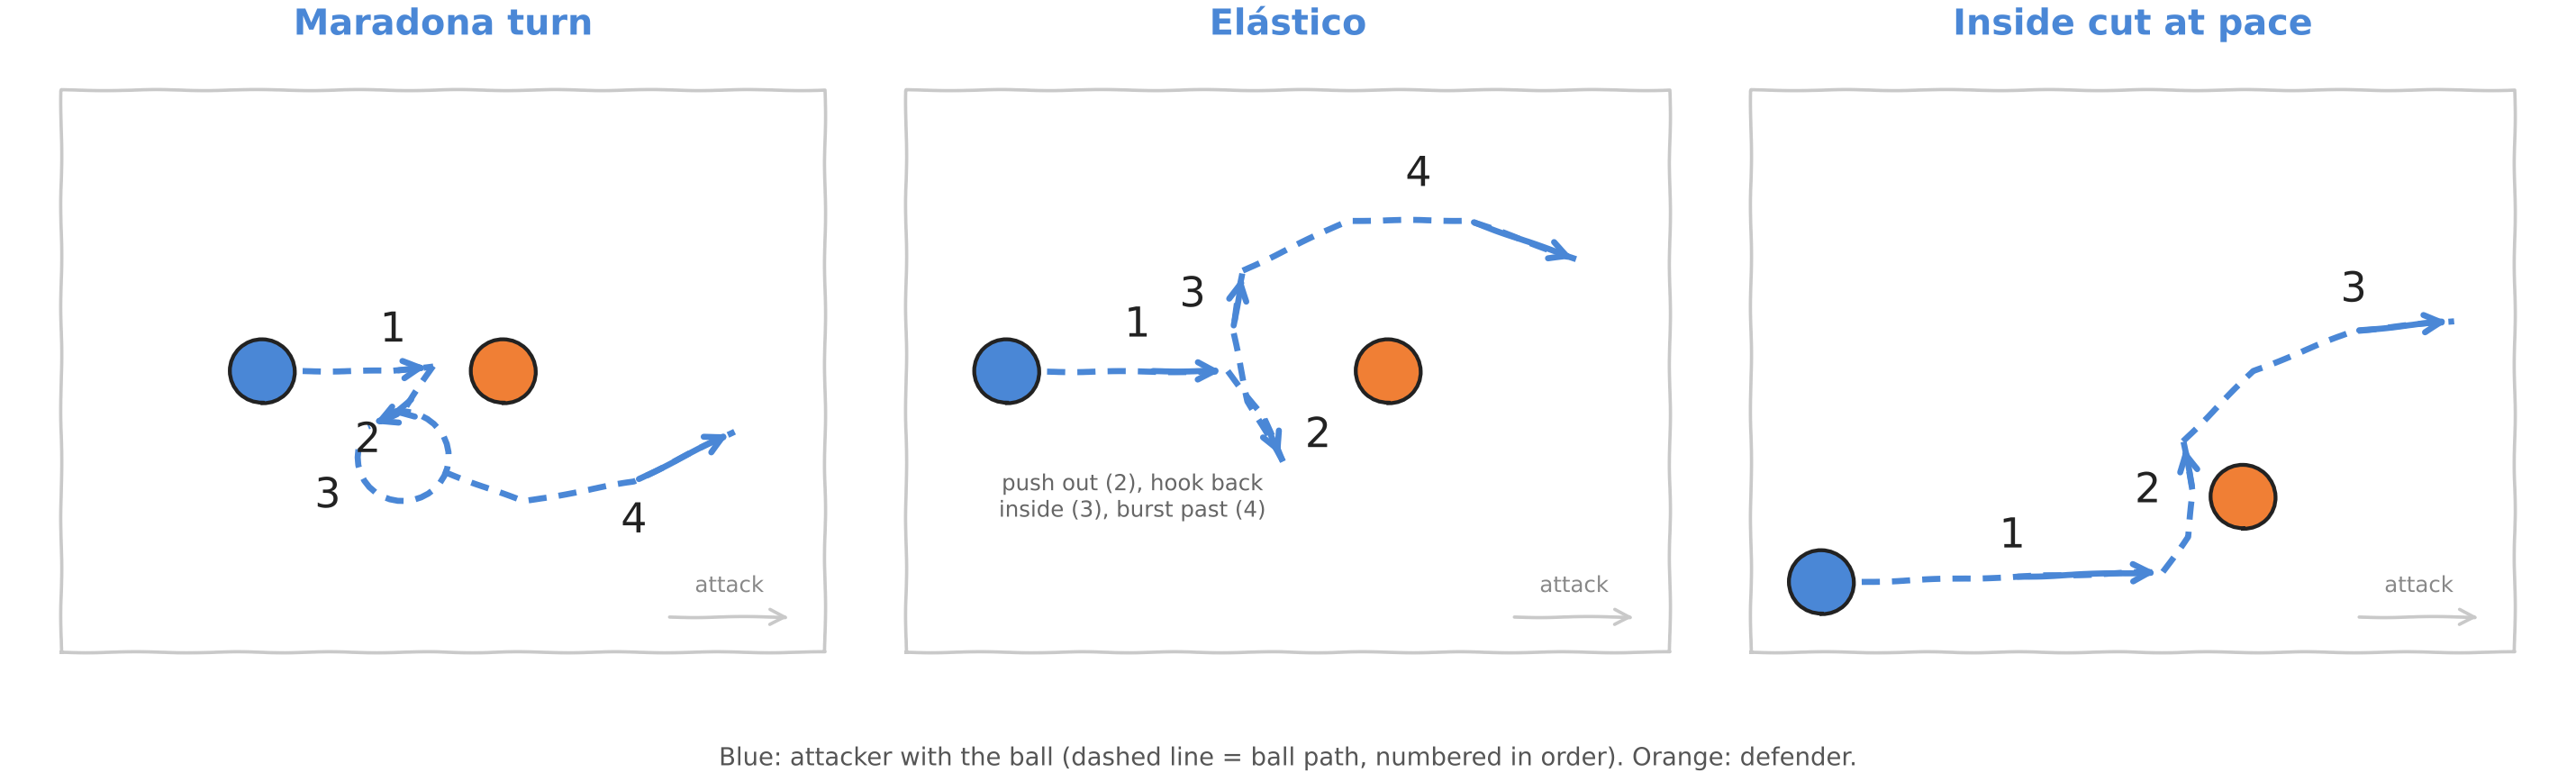 Maradona turn
1
2
3
4
attack
Elástico
4
3
1
2
push out (2), hook back
inside (3), burst past (4)
attack
Inside cut at pace
3
2
1
attack
Blue: attacker with the ball (dashed line = ball path, numbered in order). Orange: defender.